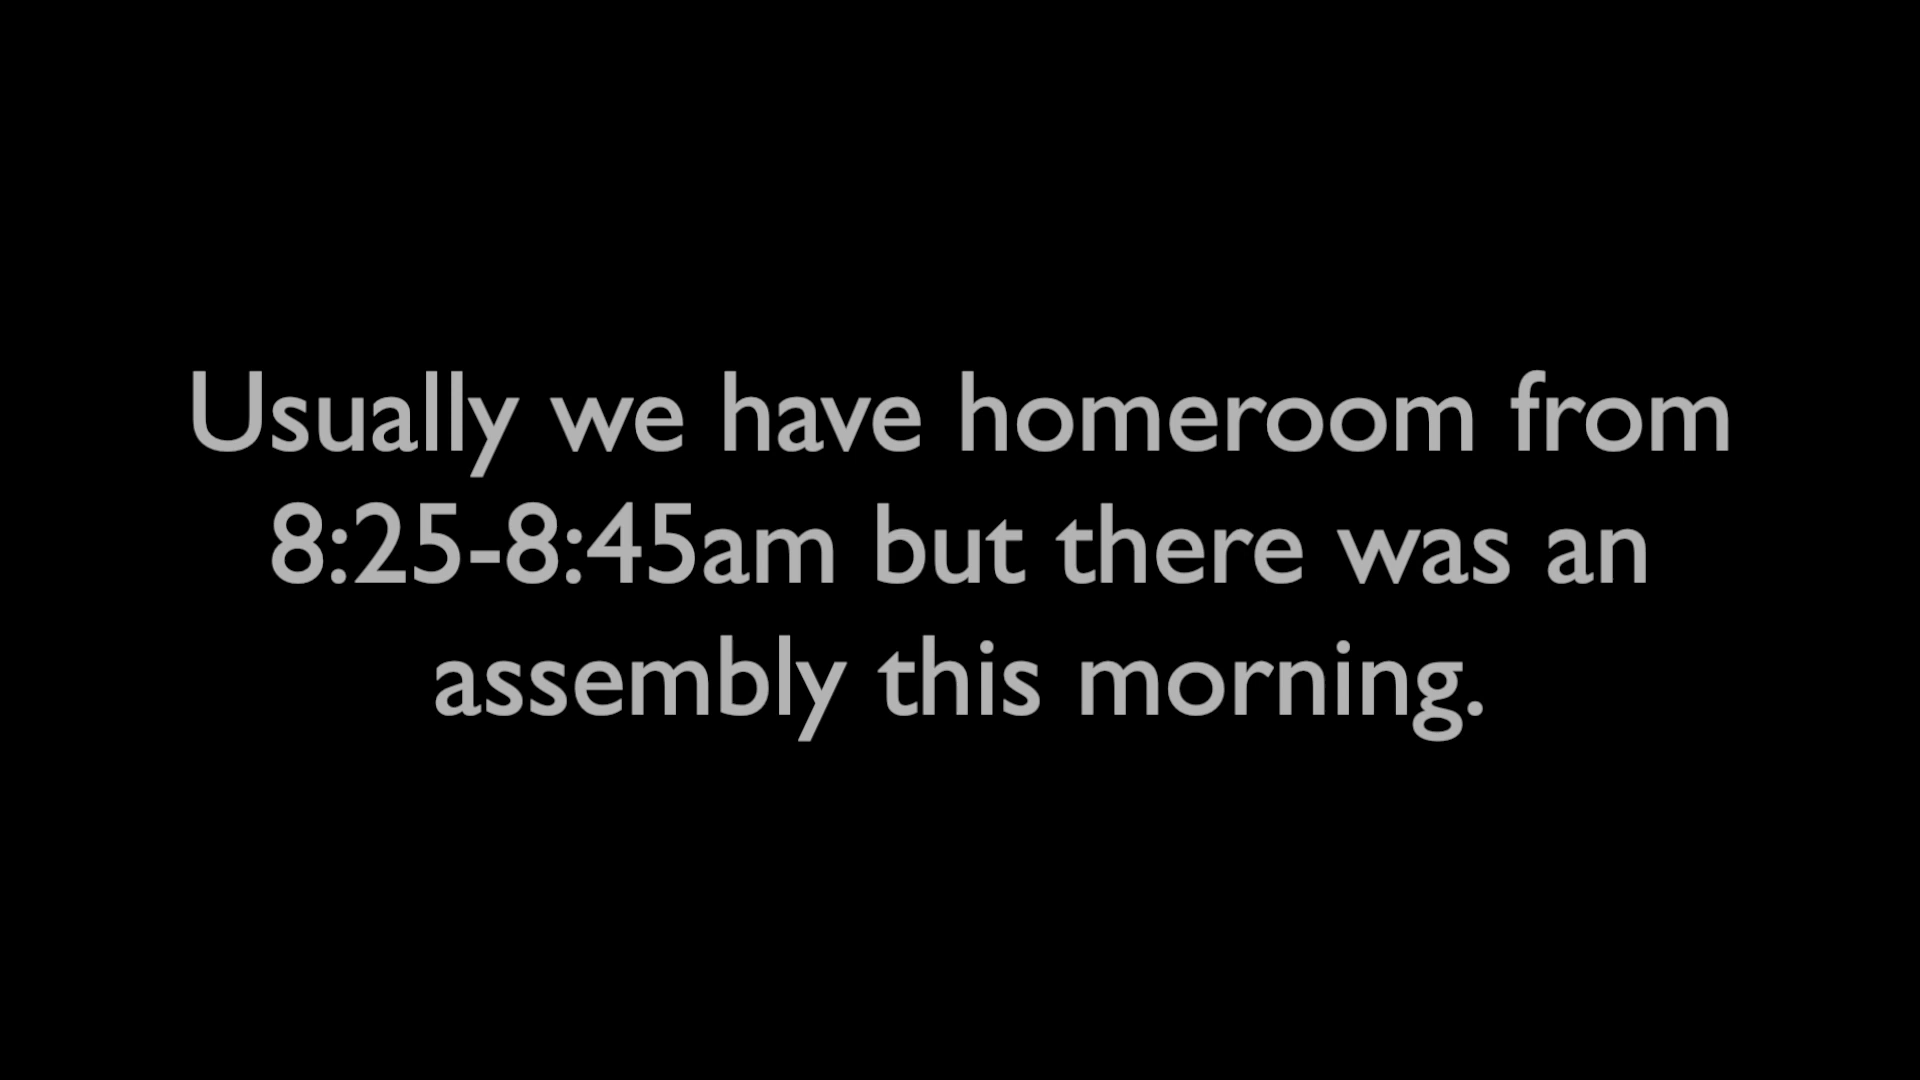 Usually we have homeroom from
8:25-8:45am but there was an
assembly this morning.